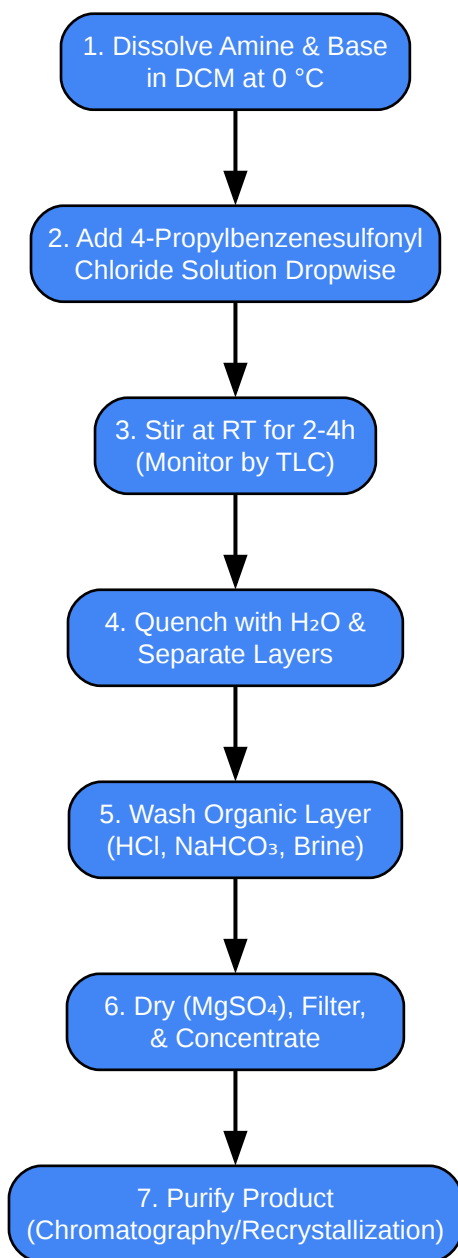 1. Dissolve Amine & Base
in DCM at 0 °C
2. Add 4-Propylbenzenesulfonyl
Chloride Solution Dropwise
3. Stir at RT for 2-4h
(Monitor by TLC)
4. Quench with H₂O &
Separate Layers
5. Wash Organic Layer
(HCl, NaHCO₃, Brine)
6. Dry (MgSO₄), Filter,
& Concentrate
7. Purify Product
(Chromatography/Recrystallization)